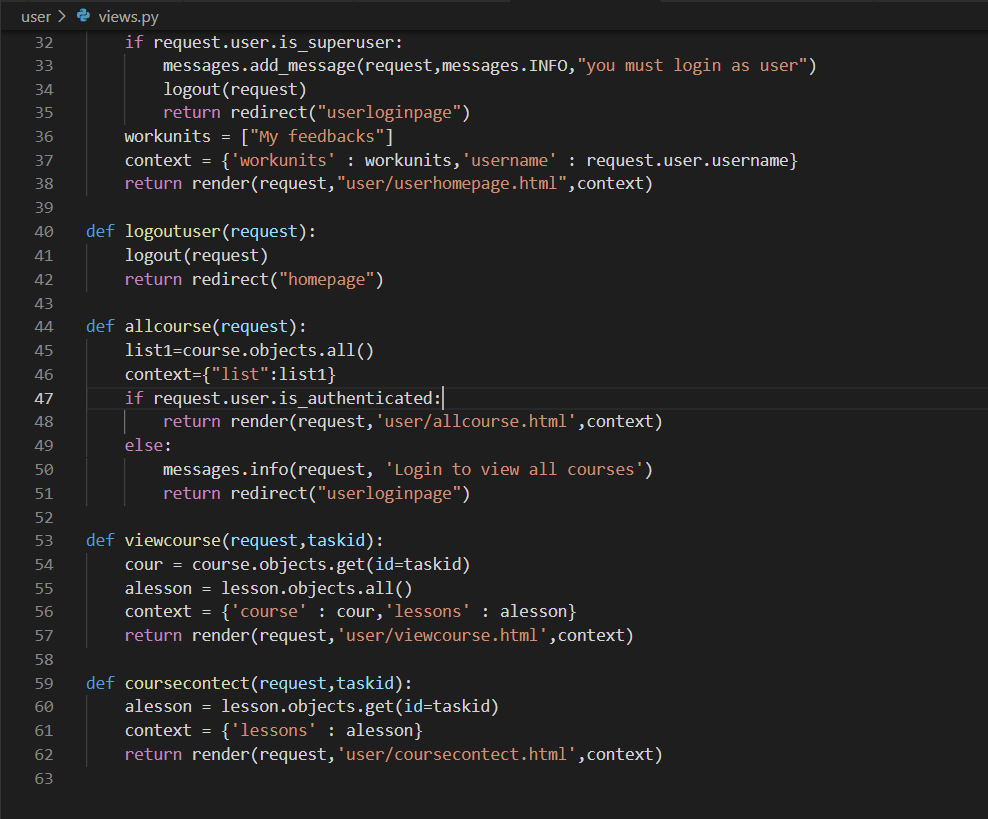 user > views.py
32 if request.user.is_superuser:
33 messages.add_message(request,messages.INFO,"you must login as user")
34 logout(request)
35 return redirect("userloginpage")
36 workunits = ["My feedbacks"]
37 context = {'workunits' : workunits,'username' : request.user.username}
38 return render(request,"user/userhomepage.html",context)
39
40 def logoutuser(request):
41 logout(request)
42 return redirect("homepage")
43
44 def allcourse(request):
45 list1=course.objects.all()
46 context={"list":list1}
47 if request.user.is_authenticated:
48 return render(request,'user/allcourse.html',context)
49 else:
50 messages.info(request, 'Login to view all courses')
51 return redirect("userloginpage")
52
53 def viewcourse(request,taskid):
54 cour = course.objects.get(id=taskid)
55 alesson = lesson.objects.all()
56 context = {'course' : cour,'lessons' : alesson}
57 return render(request,'user/viewcourse.html',context)
58
59 def coursecontect(request,taskid):
60 alesson = lesson.objects.get(id=taskid)
61 context = {'lessons' : alesson}
62 return render(request,'user/coursecontect.html',context)
63